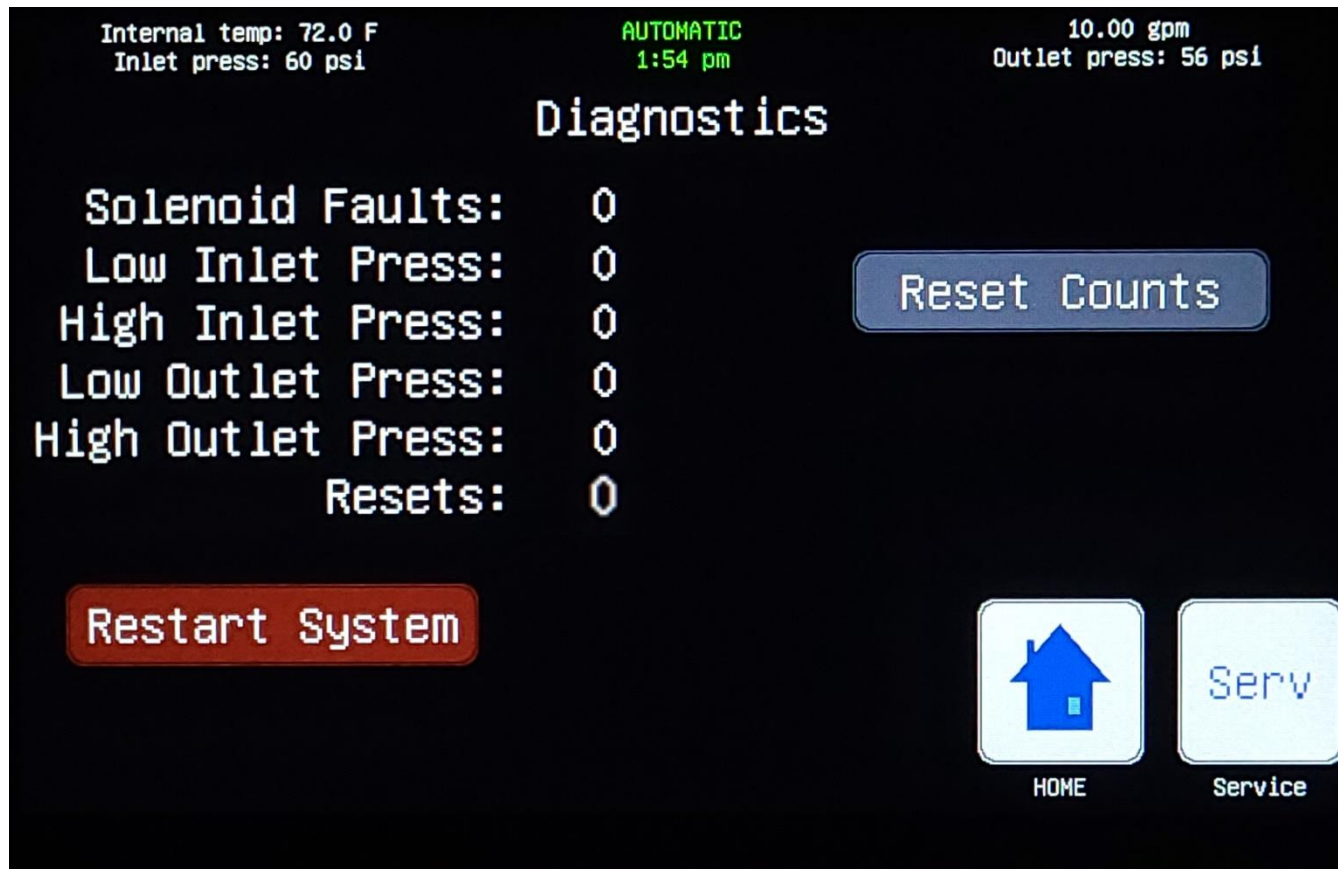 Internal temp: 72.0 F
Inlet press: 60 psi
AUTOMATIC
1:54 pm
10.00 gpm
Outlet press: 56 psi
Diagnostics
Solenoid Faults: 0
Low Inlet Press: 0
High Inlet Press: 0
Low Outlet Press: 0
High Outlet Press: 0
Resets: 0
Reset Counts
Restart System
Serv
HOME
Service